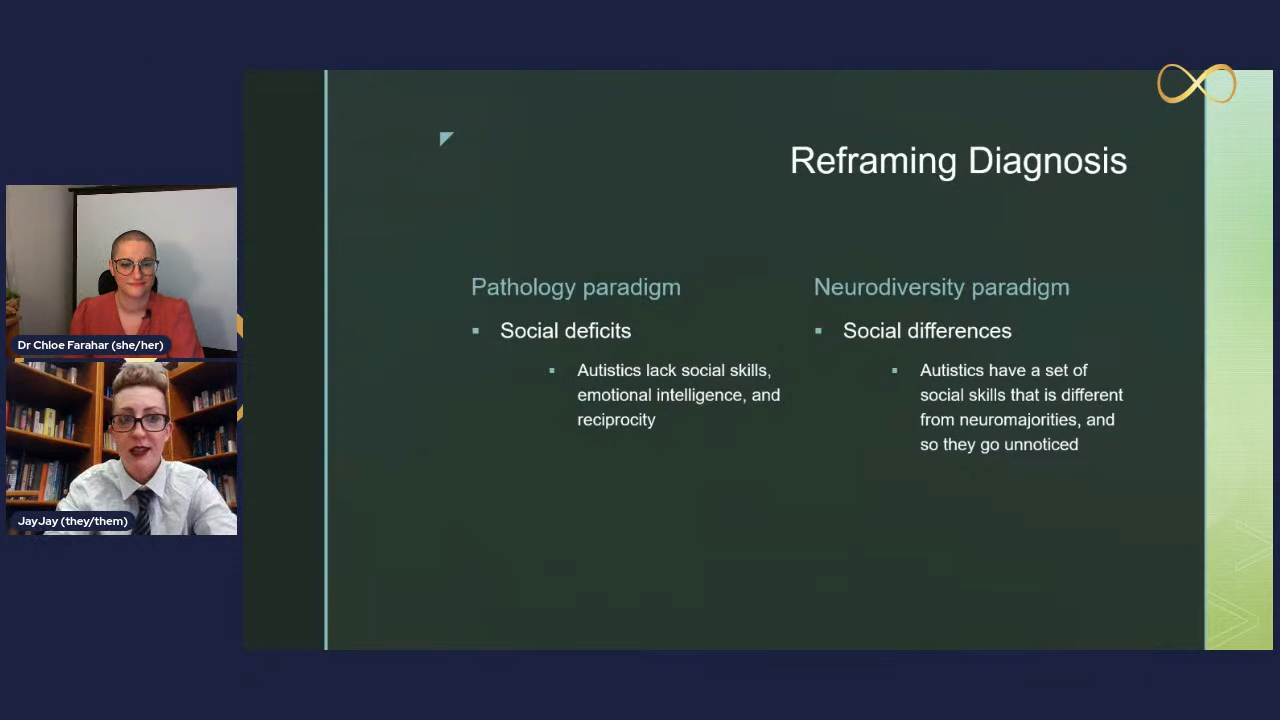 Reframing Diagnosis
Pathology paradigm
Social deficits
Autistics lack social skills,
emotional intelligence, and
reciprocity
Neurodiversity paradigm
Social differences
Autistics have a set of
social skills that is different
from neuromajorities, and
so they go unnoticed
Dr Chloe Farahar (she/her)
JayJay (they/them)